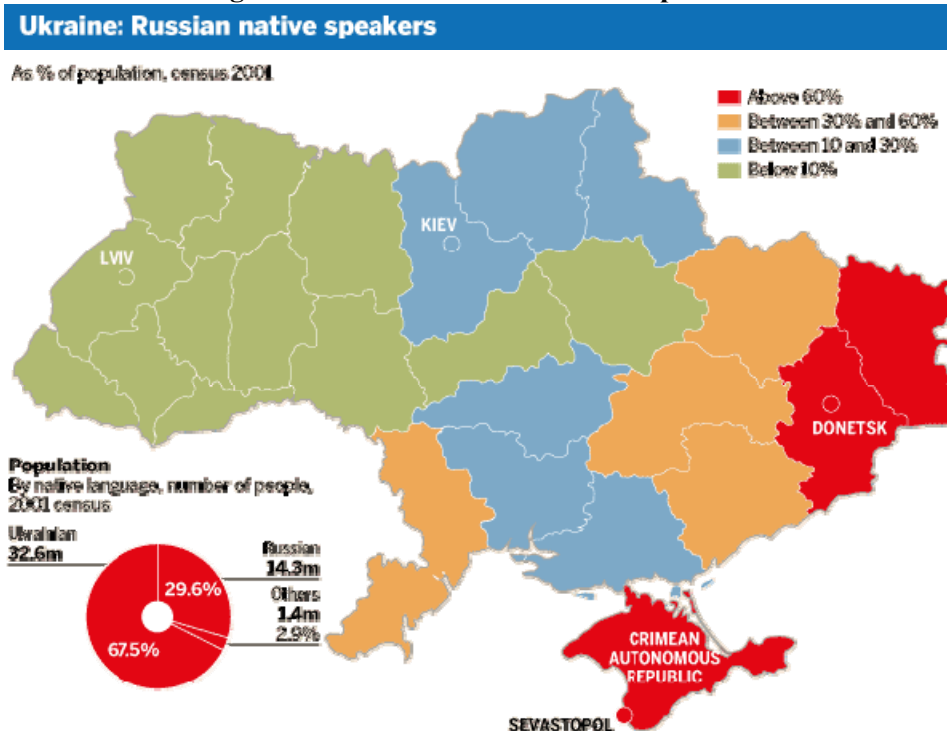 Ukraine: Russian native speakers
As % of population, census 2001
Above 60%
Between 30% and 60%
Between 10 and 30%
Below 10%
KIEV
LVIV
DONETSK
Population
By native language, number of people,
2001 census
Ukrainian
32.6m
Russian
14.3m
Others
1.4m
2.9%
29.6%
67.5%
CRIMEAN
AUTONOMOUS
REPUBLIC
SEVASTOPOL